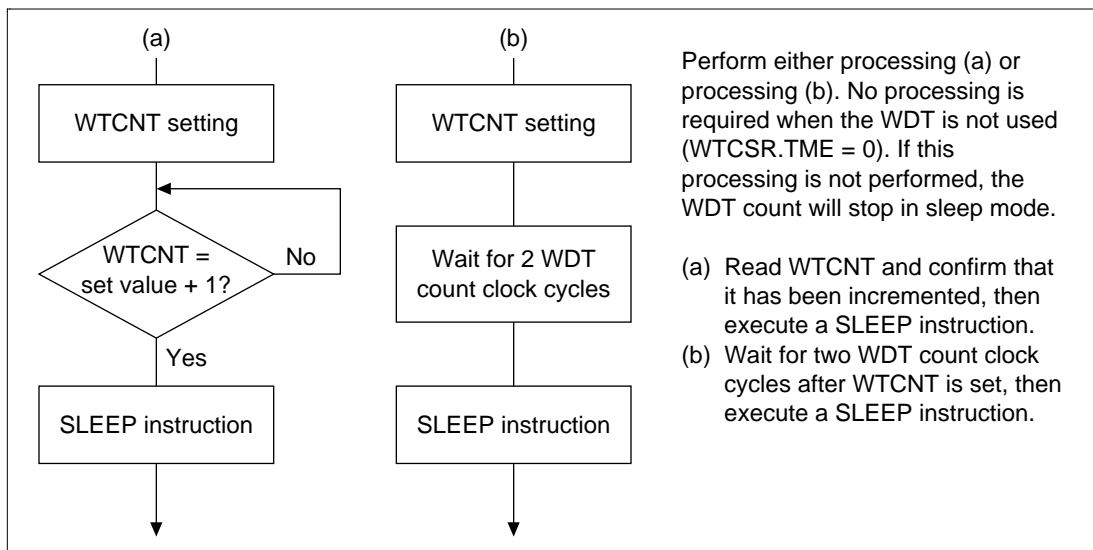 (a)
WTCNT setting
WTCNT =
set value + 1?
No
Yes
SLEEP instruction
(b)
WTCNT setting
Wait for 2 WDT
count clock cycles
SLEEP instruction
Perform either processing (a) or
processing (b). No processing is
required when the WDT is not used
(WTCSR.TME = 0). If this
processing is not performed, the
WDT count will stop in sleep mode.
(a) Read WTCNT and confirm that
it has been incremented, then
execute a SLEEP instruction.
(b) Wait for two WDT count clock
cycles after WTCNT is set, then
execute a SLEEP instruction.